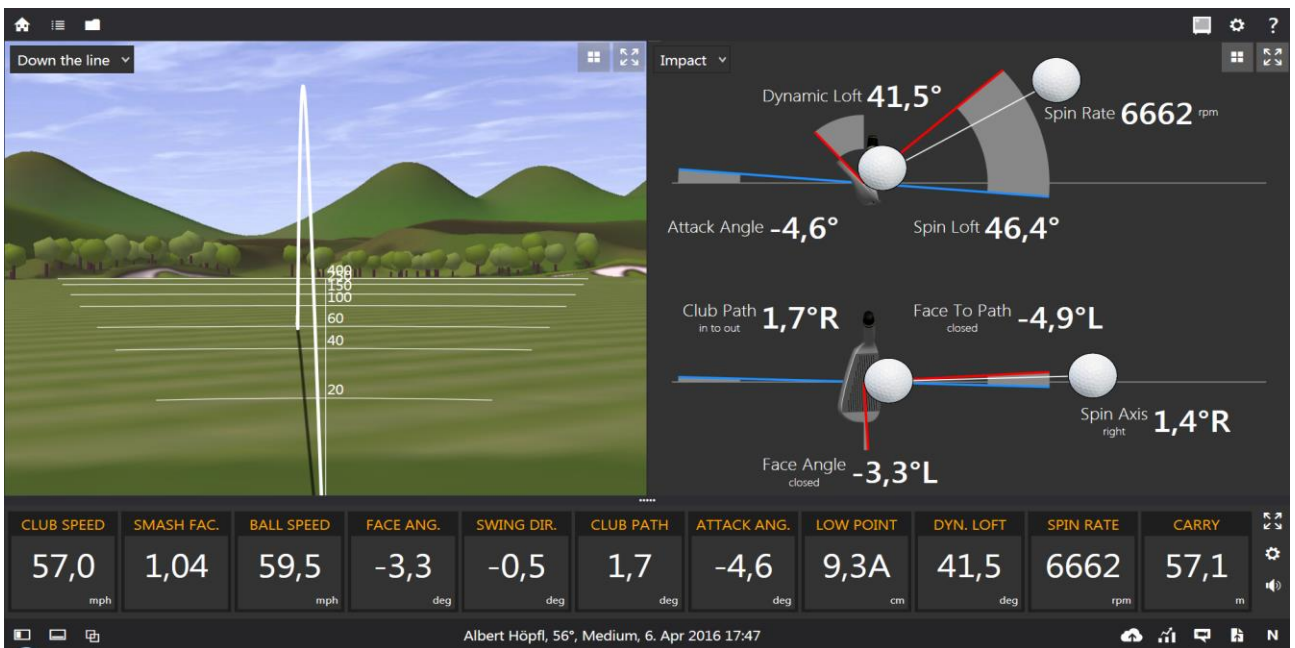 ?
Down the line
Impact
Dynamic Loft 41,5°
Spin Rate 6662 rpm
Attack Angle -4,6°
Spin Loft 46,4°
400
250
150
100
60
40
20
Club Path 1,7°R
in to out
Face To Path -4,9°L
closed
Spin Axis 1,4°R
right
Face Angle -3,3°L
closed
CLUB SPEED SMASH FAC. BALL SPEED FACE ANG. SWING DIR. CLUB PATH ATTACK ANG. LOW POINT DYN. LOFT SPIN RATE CARRY
57,0 1,04 59,5 -3,3 -0,5 1,7 -4,6 9,3A 41,5 6662 57,1
mph mph deg deg deg deg cm deg rpm m
Albert Höpfl, 56°, Medium, 6. Apr 2016 17:47
N